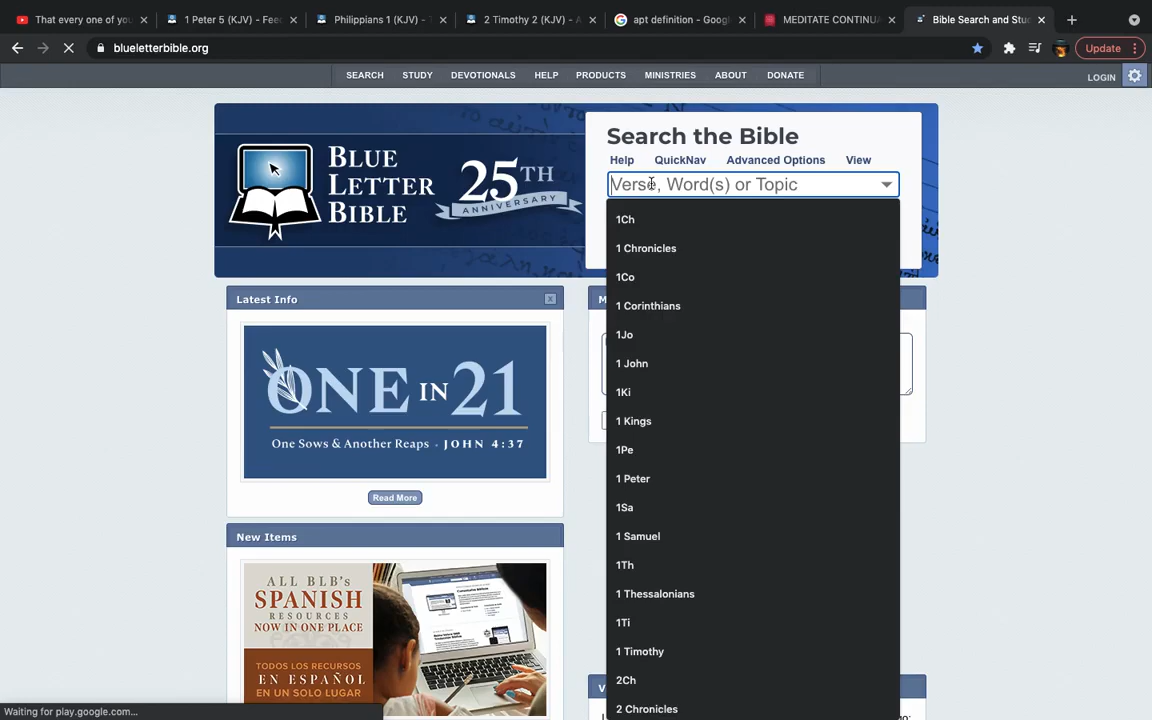 That every one of you
1 Peter 5 (KJV) - Fee
Philippians 1 (KJV) -
2 Timothy 2 (KJV) - A
apt definition - Googl
MEDITATE CONTINUA
Bible Search and Stu
blueletterbible.org
Update
SEARCH STUDY DEVOTIONALS HELP PRODUCTS MINISTRIES ABOUT DONATE
LOGIN
BLUE
LETTER
BIBLE
25TH
ANNIVERSARY
Search the Bible
Help QuickNav Advanced Options View
Verse, Word(s) or Topic
1Ch
1 Chronicles
1Co
1 Corinthians
1Jo
1 John
1Ki
1 Kings
1Pe
1 Peter
1Sa
1 Samuel
1Th
1 Thessalonians
1Ti
1 Timothy
2Ch
2 Chronicles
Latest Info
ONE IN 21
One Sows & Another Reaps • JOHN 4:37
Read More
New Items
ALL BLB's
SPANISH
RESOURCES
NOW IN ONE PLACE
TODOS LOS RECURSOS
EN ESPAÑOL
EN UN SOLO LUGAR
Waiting for play.google.com...